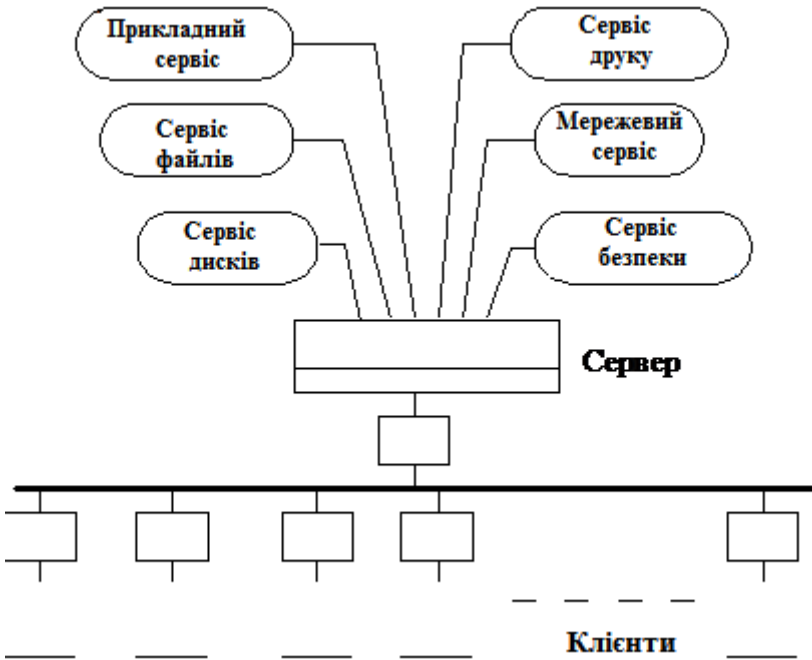 Прикладний
сервіс
Сервіс
друку
Сервіс
файлів
Мережевий
сервіс
Сервіс
дисків
Сервіс
безпеки
Сервер
Клієнти